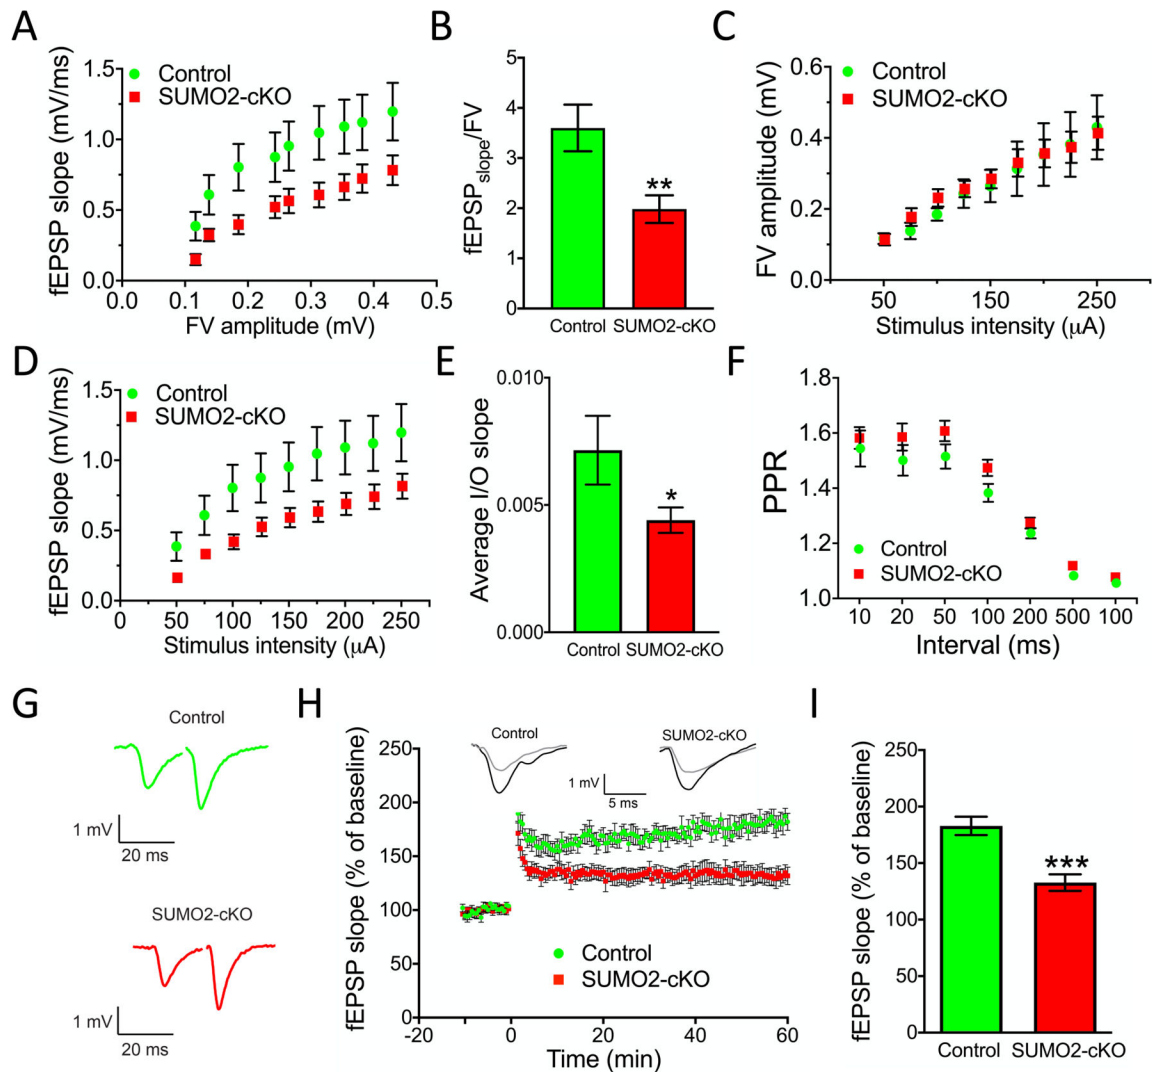 A
fEPSP slope (mV/ms)
1.5
1.0
0.5
0.0
Control
SUMO2-cKO
0.0 0.1 0.2 0.3 0.4 0.5
FV amplitude (mV)
B
fEPSPslope/FV
5
4
3
2
1
0
**
Control SUMO2-cKO
C
FV amplitude (mV)
0.6
0.4
0.2
0.0
Control
SUMO2-cKO
50 150 250
Stimulus intensity (μA)
D
fEPSP slope (mV/ms)
1.5
1.0
0.5
0.0
Control
SUMO2-cKO
0 50 100 150 200 250
Stimulus intensity (μA)
E
Average I/O slope
0.010
0.005
0.000
*
Control SUMO2-cKO
F
PPR
1.8
1.6
1.4
1.2
1.0
Control
SUMO2-cKO
10 20 50 100 200 500 100
Interval (ms)
G
Control
1 mV
20 ms
SUMO2-cKO
1 mV
20 ms
H
fEPSP slope (% of baseline)
250
200
150
100
50
0
Control
SUMO2-cKO
1 mV
5 ms
Control
SUMO2-cKO
-20 0 20 40 60
Time (min)
I
fEPSP slope (% of baseline)
250
200
150
100
50
0
***
Control SUMO2-cKO